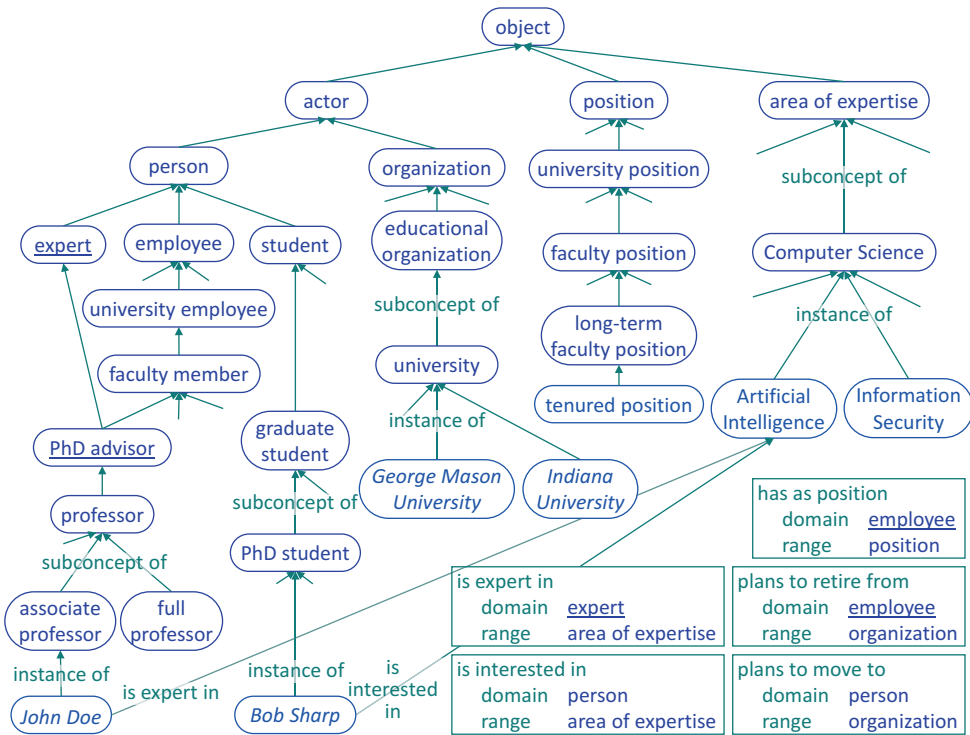 object
actor
position
area of expertise
person
organization
university position
subconcept of
expert
employee
student
educational
organization
faculty position
Computer Science
university employee
subconcept of
long-term
faculty position
instance of
faculty member
university
tenured position
Artificial
Intelligence
Information
Security
instance of
PhD advisor
graduate
student
George Mason
University
Indiana
University
subconcept of
professor
PhD student
has as position
domain employee
range position
subconcept of
associate
professor
full
professor
is expert in
domain expert
range area of expertise
plans to retire from
domain employee
range organization
instance of
instance of
is expert in
is
interested
in
John Doe
Bob Sharp
is interested in
domain person
range area of expertise
plans to move to
domain person
range organization